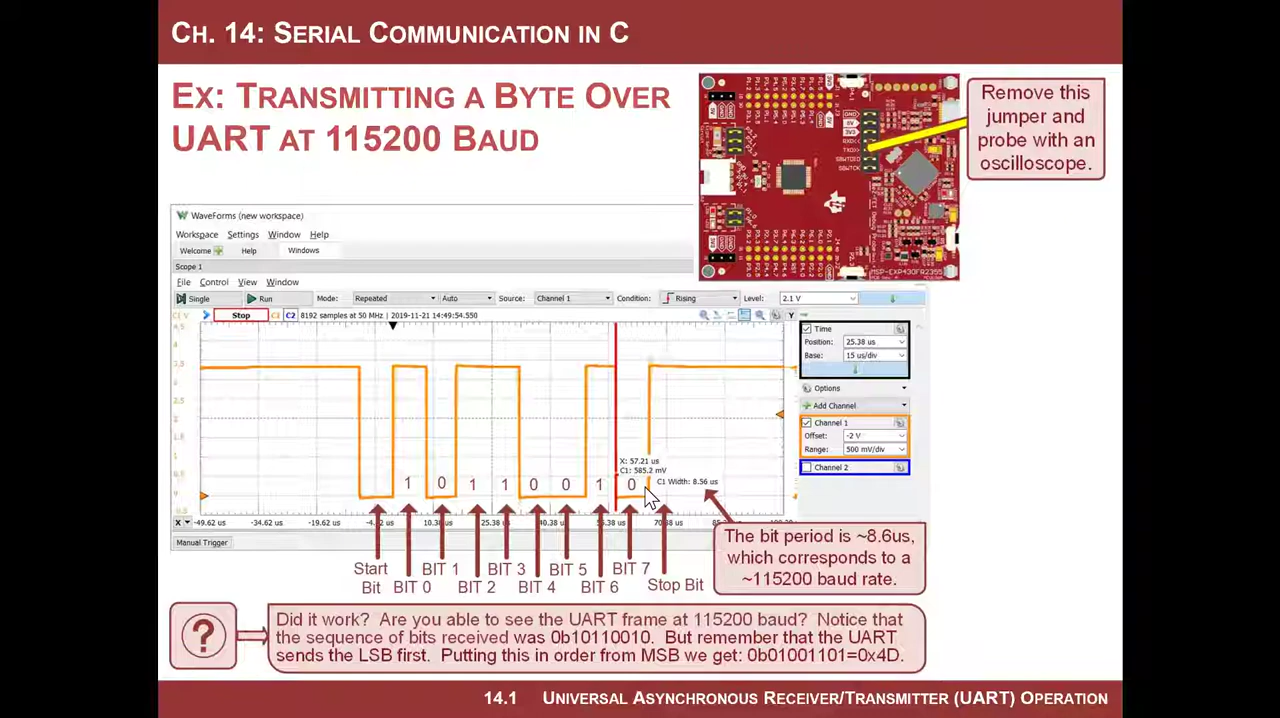 CH. 14: SERIAL COMMUNICATION IN C
EX: TRANSMITTING A BYTE OVER
UART AT 115200 BAUD
Remove this
jumper and
probe with an
oscilloscope.
MSP-EXP430FR2355
WaveForms (new workspace)
Workspace Settings Window Help
Welcome Help Windows
Scope 1
File Control View Window
Single Run Mode: Repeated Auto Source: Channel 1 Condition: Rising Level: 2.1 V
C1 V Stop C1 C2 8192 samples at 50 MHz | 2019-11-21 14:49:54.550 Y
Time
Position: 25.38 us
Base: 15 us/div
Options
Add Channel
Channel 1
Offset: -2 V
Range: 500 mV/div
Channel 2
X: 57.21 us
C1: 585.2 mV
C1 Width: 8.56 us
1 0 1 1 0 0 1 0
X -49.62 us -34.62 us -19.62 us 10.38 us 25.38 us
Manual Trigger
The bit period is ~8.6us,
which corresponds to a
~115200 baud rate.
Start
Bit
BIT 0
BIT 1
BIT 2
BIT 3
BIT 4
BIT 5
BIT 6
BIT 7
Stop Bit
?
Did it work? Are you able to see the UART frame at 115200 baud? Notice that
the sequence of bits received was 0b10110010. But remember that the UART
sends the LSB first. Putting this in order from MSB we get: 0b01001101=0x4D.
14.1 UNIVERSAL ASYNCHRONOUS RECEIVER/TRANSMITTER (UART) OPERATION